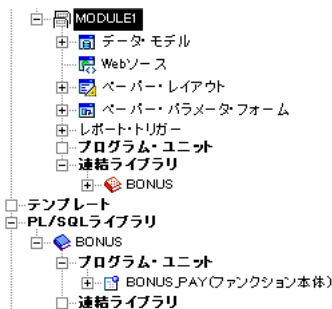 MODULE1
データ・モデル
Webソース
ペーパー・レイアウト
ペーパー・パラメータ・フォーム
レポート・トリガー
プログラム・ユニット
連結ライブラリ
BONUS
テンプレート
PL/SQLライブラリ
BONUS
プログラム・ユニット
BONUS_PAY(ファンクション本体)
連結ライブラリ